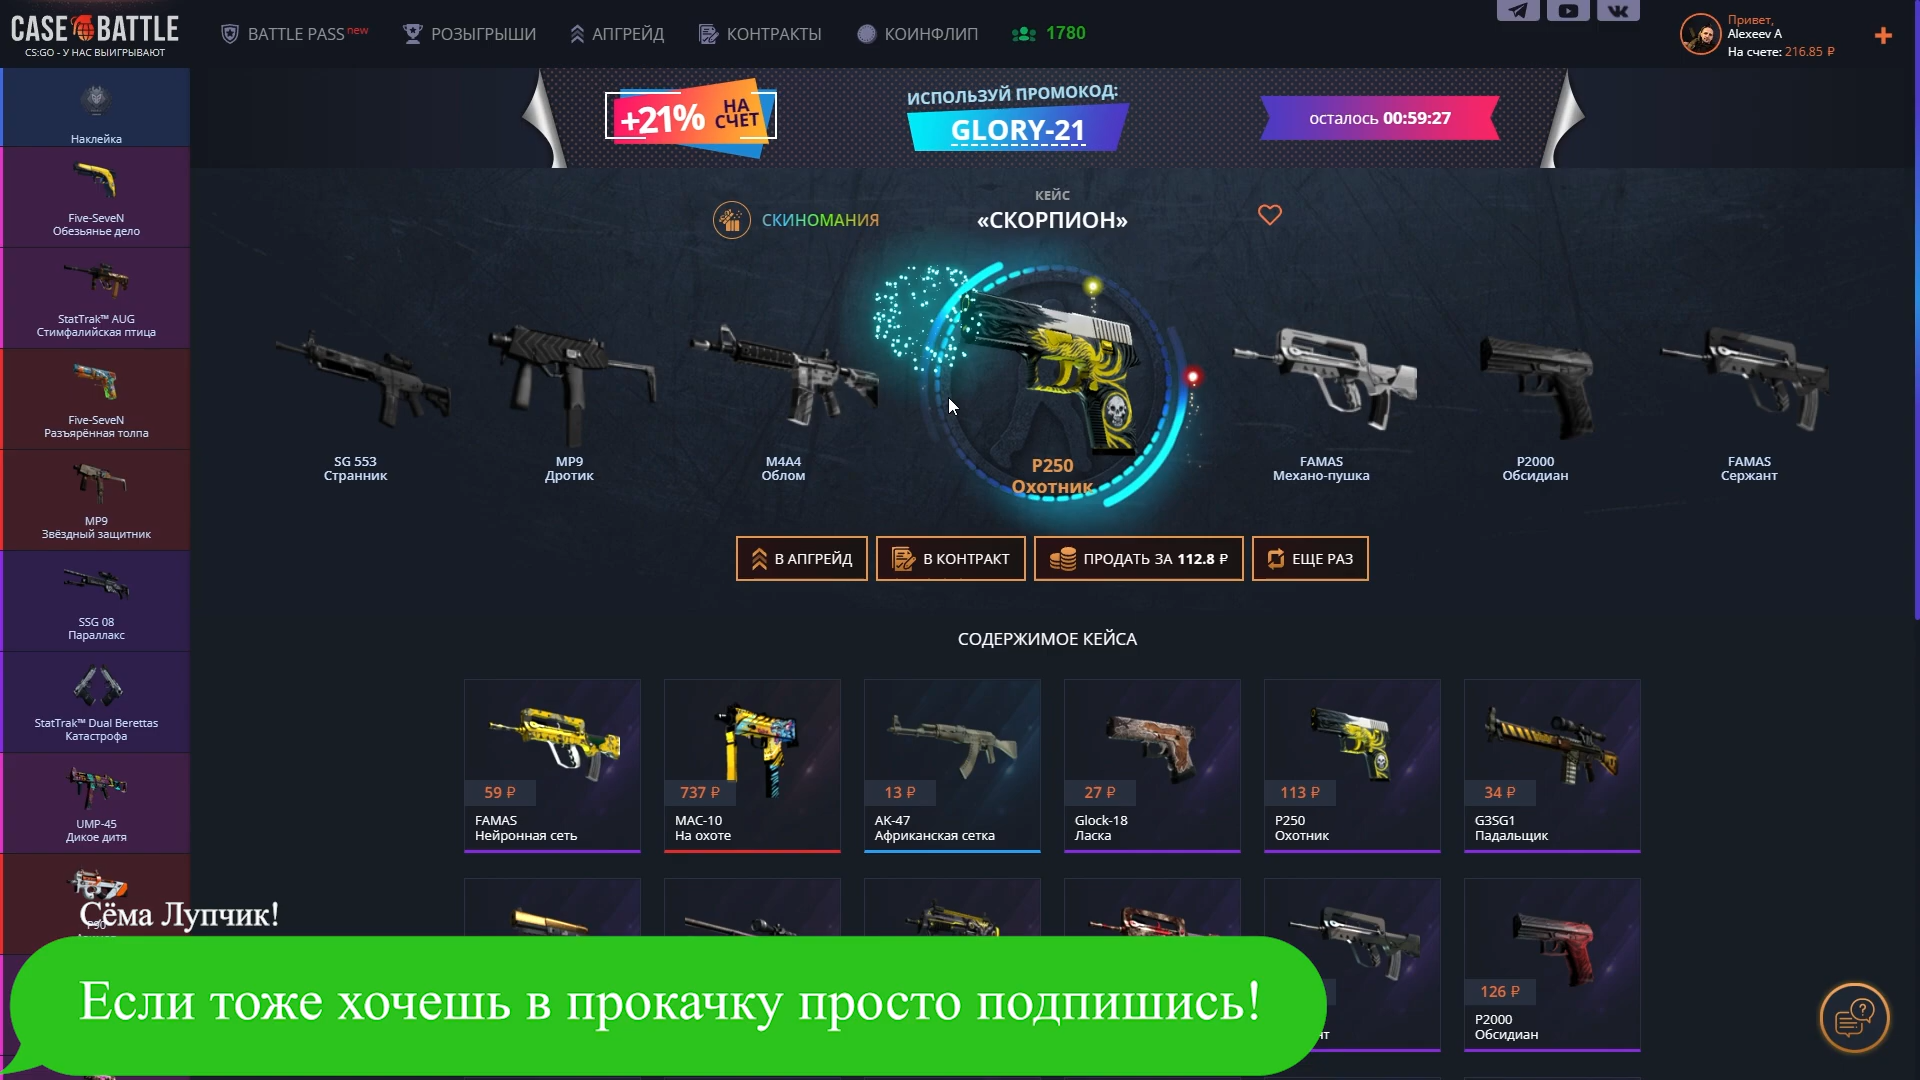 CASE BATTLE
CS:GO - У НАС ВЫИГРЫВАЮТ
BATTLE PASS new
РОЗЫГРЫШИ
АПГРЕЙД
КОНТРАКТЫ
КОИНФЛИП
1780
Привет,
Alexeev A
На счете: 216.85 ₽
+21% НА СЧЕТ
ИСПОЛЬЗУЙ ПРОМОКОД:
GLORY-21
осталось 00:59:27
Наклейка
Five-SeveN
Обезьянье дело
StatTrak™ AUG
Стимфалийская птица
Five-SeveN
Разъярённая толпа
MP9
Звёздный защитник
SSG 08
Параллакс
StatTrak™ Dual Berettas
Катастрофа
UMP-45
Дикое дитя
P90
СКИНОМАНИЯ
КЕЙС
«СКОРПИОН»
SG 553
Странник
MP9
Дротик
M4A4
Облом
P250
Охотник
FAMAS
Механо-пушка
P2000
Обсидиан
FAMAS
Сержант
В АПГРЕЙД
В КОНТРАКТ
ПРОДАТЬ ЗА 112.8 ₽
ЕЩЕ РАЗ
СОДЕРЖИМОЕ КЕЙСА
59 ₽
FAMAS
Нейронная сеть
737 ₽
MAC-10
На охоте
13 ₽
AK-47
Африканская сетка
27 ₽
Glock-18
Ласка
113 ₽
P250
Охотник
34 ₽
G3SG1
Падальщик
126 ₽
P2000
Обсидиан
Сёма Лупчик!
Если тоже хочешь в прокачку просто подпишись!